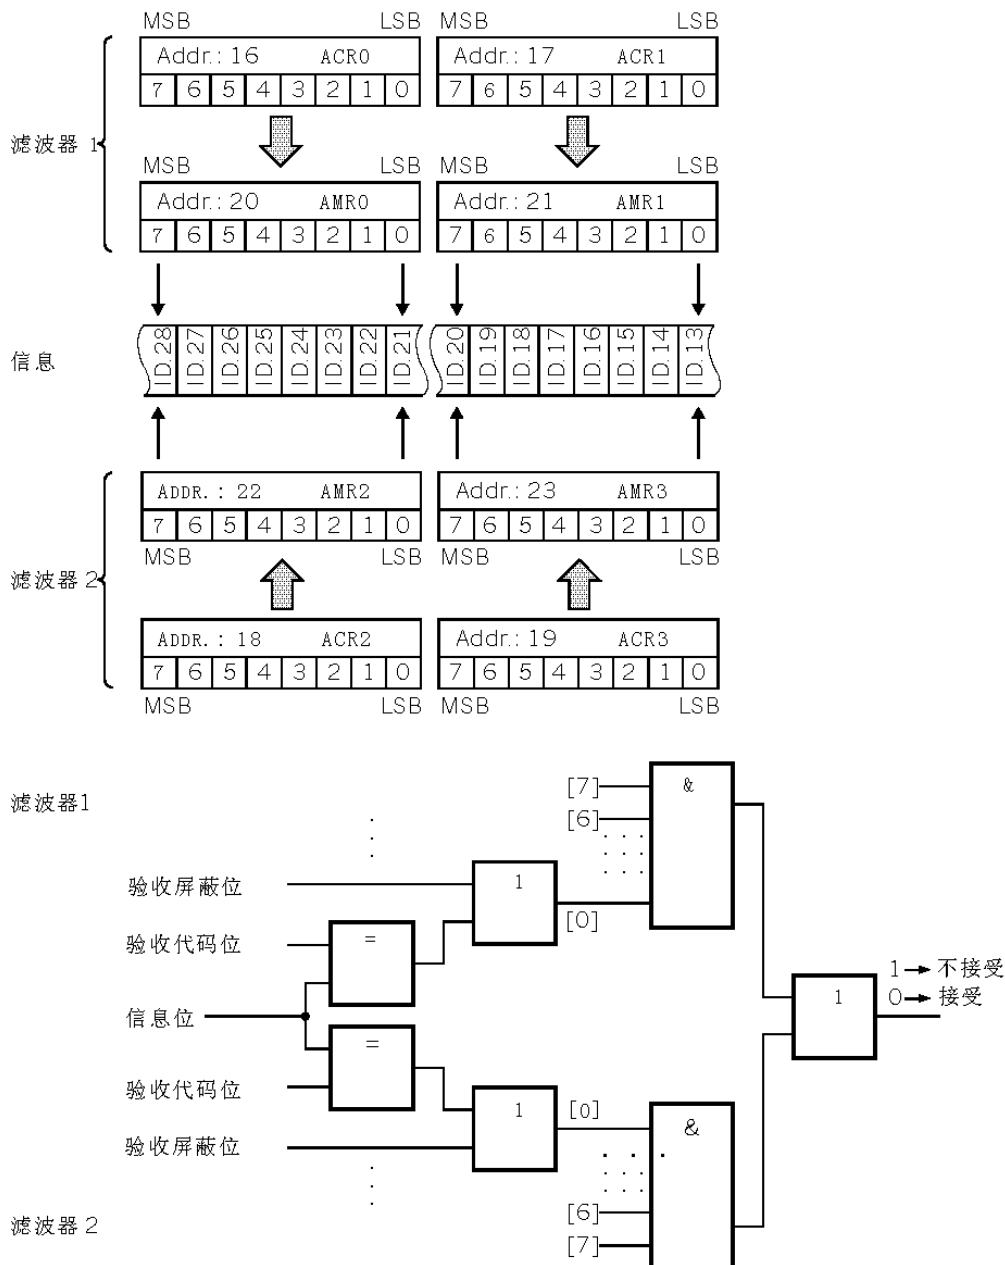 MSB LSB MSB LSB
Addr.: 16 ACR0 Addr.: 17 ACR1
7 6 5 4 3 2 1 0 7 6 5 4 3 2 1 0
滤波器 1
MSB LSB MSB LSB
Addr.: 20 AMR0 Addr.: 21 AMR1
7 6 5 4 3 2 1 0 7 6 5 4 3 2 1 0
信息
ID.28 ID.27 ID.26 ID.25 ID.24 ID.23 ID.22 ID.21 ID.20 ID.19 ID.18 ID.17 ID.16 ID.15 ID.14 ID.13
ADDR. : 22 AMR2 Addr.: 23 AMR3
7 6 5 4 3 2 1 0 7 6 5 4 3 2 1 0
MSB LSB MSB LSB
滤波器 2
ADDR. : 18 ACR2 Addr.: 19 ACR3
7 6 5 4 3 2 1 0 7 6 5 4 3 2 1 0
MSB LSB MSB LSB
滤波器1
[7] &
[6]
验收屏蔽位 1
[0]
验收代码位 =
1→不接受
0→接受
信息位 1
=
验收代码位
1 [0] &
验收屏蔽位
[6]
滤波器 2
[7]